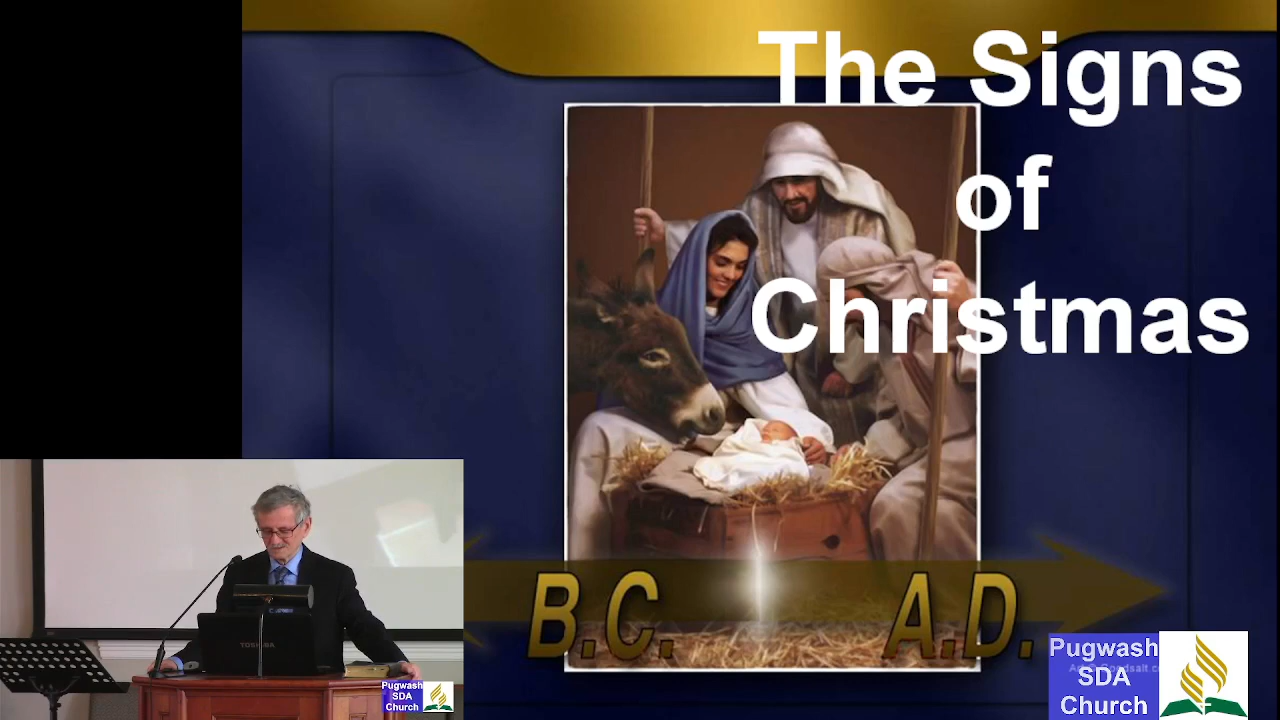 The Signs
of
Christmas
B.C. A.D.
TOSHIBA
Pugwash
SDA
Church
Pugwash
SDA
Church